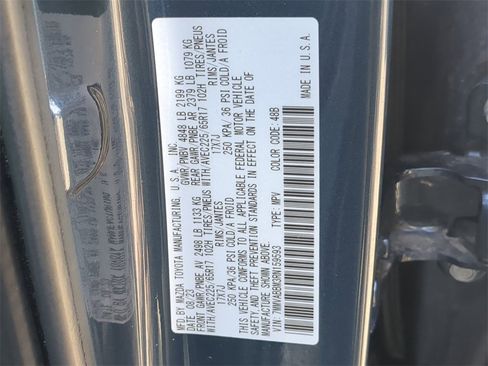 MFD. BY MAZDA TOYOTA MANUFACTURING, U.S.A. INC.
08/23 GVWR/PNBV 4848 LB 2199 KG
FRONT GAWR/PNBE AV 2498 LB 1133 KG REAR GAWR/PNBE AR 2379 LB 1079 KG
WITH/AVEC225/65R17 102H TIRES/PNEUS WITH/AVEC225/65R17 102H TIRES/PNEUS
17X7J RIMS/JANTES 17X7J RIMS/JANTES
250 KPA/36 PSI COLD/A FROID 250 KPA/36 PSI COLD/A FROID
THIS VEHICLE CONFORMS TO ALL APPLICABLE FEDERAL MOTOR VEHICLE
SAFETY AND THEFT PREVENTION STANDARDS IN EFFECT ON THE DATE OF
MANUFACTURE SHOWN ABOVE.
TYPE: MPV COLOR CODE: 48B
MADE IN U.S.A.